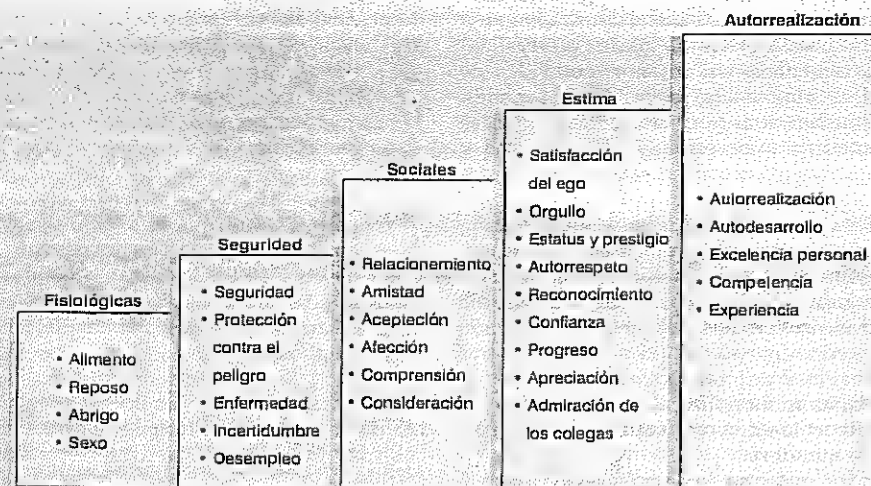 Autorrealización
Estima
Sociales
Seguridad
Fisiológicas
• Alimento
• Reposo
• Abrigo
• Sexo
• Seguridad
• Protección
contra el
peligro
• Enfermedad
• Incertidumbre
• Desempleo
• Relacionemiento
• Amistad
• Aceptación
• Afección
• Comprensión
• Consideración
• Satisfacción
del ego
• Orgullo
• Estatus y prestigio
• Autorrespeto
• Reconocimiento
• Confianza
• Progreso
• Apreciación
• Admiración de
los colegas
• Autorrealización
• Autodesarrollo
• Excelencia personal
• Competencia
• Experiencia